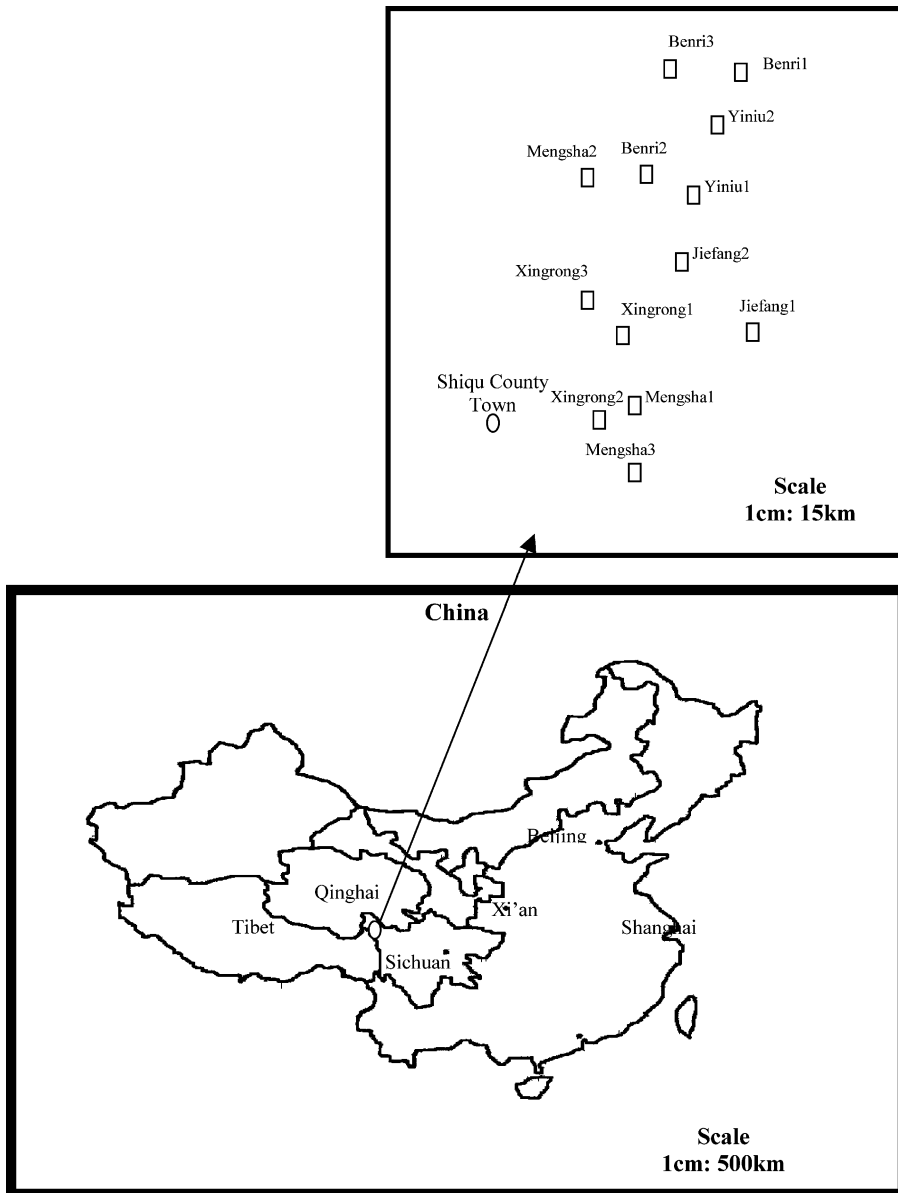 Benri3
Benri1
Yiniu2
Benri2
Mengsha2
Yiniu1
Jiefang2
Xingrong3
Xingrong1
Jiefang1
Shiqu County
Town
Xingrong2
Mengsha1
Mengsha3
Scale
1cm: 15km
China
Beijing
Qinghai
Xi’an
Tibet
Shanghai
Sichuan
Scale
1cm: 500km